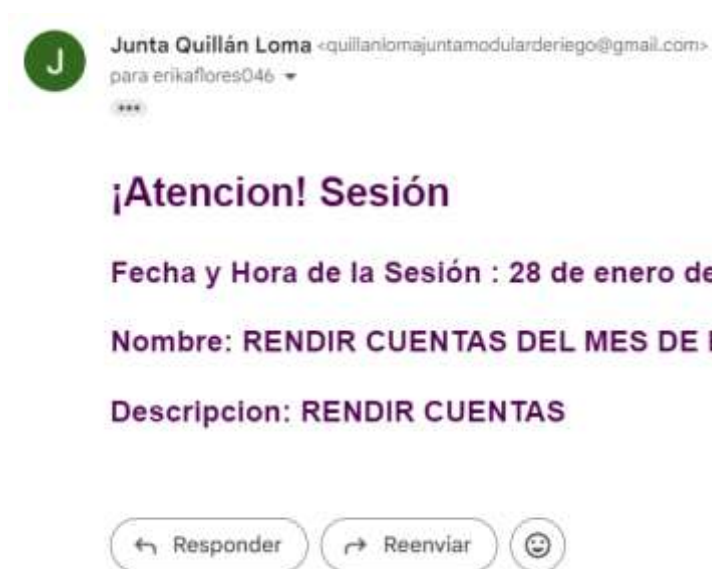 J
Junta Quillán Loma <quillanlomajuntamodularderiego@gmail.com>
para erikaflores046
¡Atencion! Sesión
Fecha y Hora de la Sesión : 28 de enero de
Nombre: RENDIR CUENTAS DEL MES DE
Descripcion: RENDIR CUENTAS
Responder
Reenviar